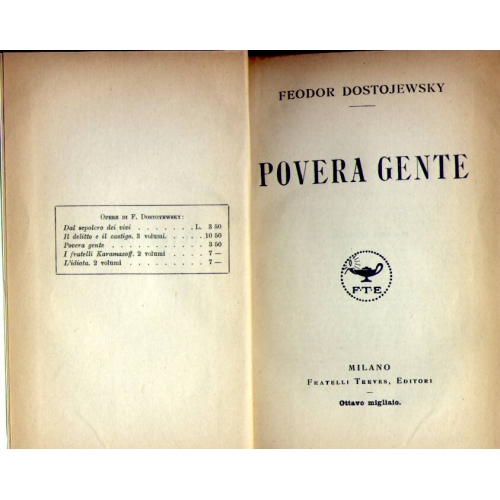 OPERE DI F. DOSTOYEWSKY:
Dal sepolcro dei vivi . . . . . . . . L. 3 50
Il delitto e il castigo. 3 volumi. . . . . . 10 50
Povera gente . . . . . . . . . . . 3 50
I fratelli Karamazoff. 2 volumi . . . . 7 —
L'idiota. 2 volumi . . . . . . . . . 7 —
FEODOR DOSTOJEWSKY
POVERA GENTE
F·T·E
MILANO
FRATELLI TREVES, EDITORI
Ottavo migliaio.